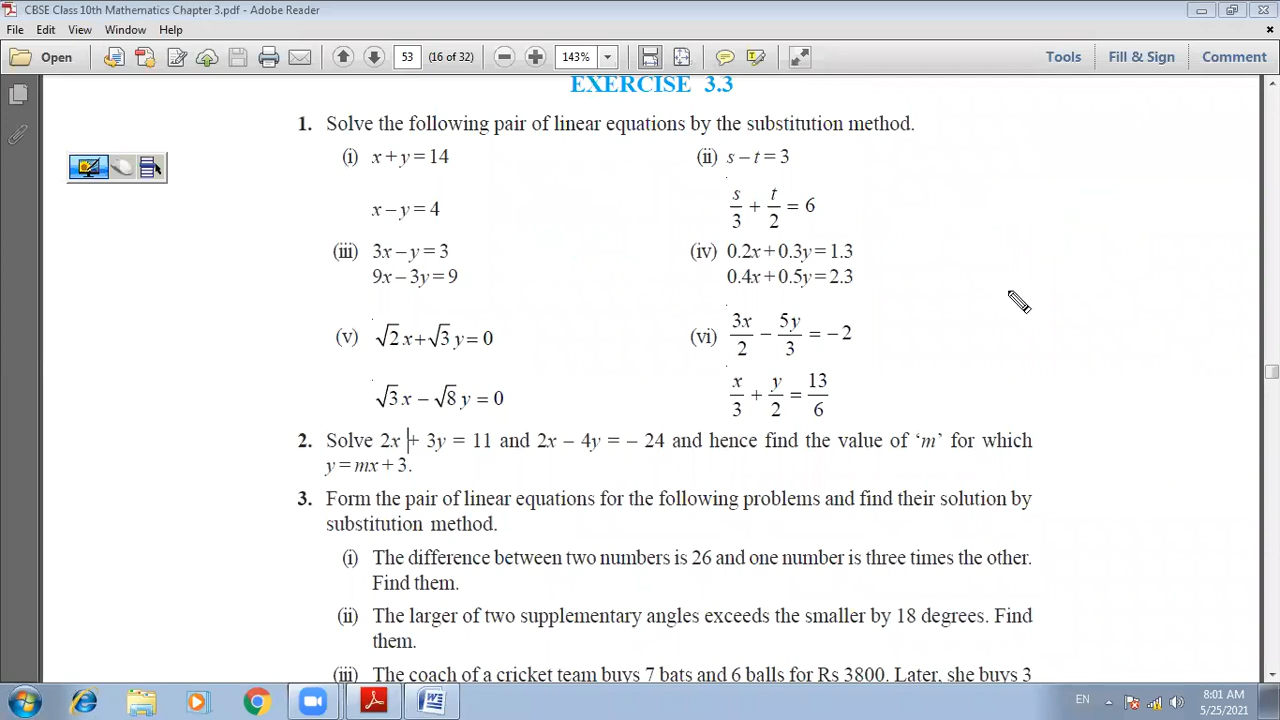 CBSE Class 10th Mathematics Chapter 3.pdf - Adobe Reader
File Edit View Window Help
Open 53 (16 of 32) 143% Tools Fill & Sign Comment
EXERCISE 3.3
1. Solve the following pair of linear equations by the substitution method.
(i) x + y = 14 (ii) s – t = 3
x – y = 4 s/3 + t/2 = 6
(iii) 3x – y = 3 (iv) 0.2x + 0.3y = 1.3
9x – 3y = 9 0.4x + 0.5y = 2.3
(v) √2 x + √3 y = 0 (vi) 3x/2 – 5y/3 = – 2
√3 x – √8 y = 0 x/3 + y/2 = 13/6
2. Solve 2x + 3y = 11 and 2x – 4y = – 24 and hence find the value of ‘m’ for which
y = mx + 3.
3. Form the pair of linear equations for the following problems and find their solution by
substitution method.
(i) The difference between two numbers is 26 and one number is three times the other.
Find them.
(ii) The larger of two supplementary angles exceeds the smaller by 18 degrees. Find
them.
(iii) The coach of a cricket team buys 7 bats and 6 balls for Rs 3800. Later, she buys 3
EN 8:01 AM
5/25/2021